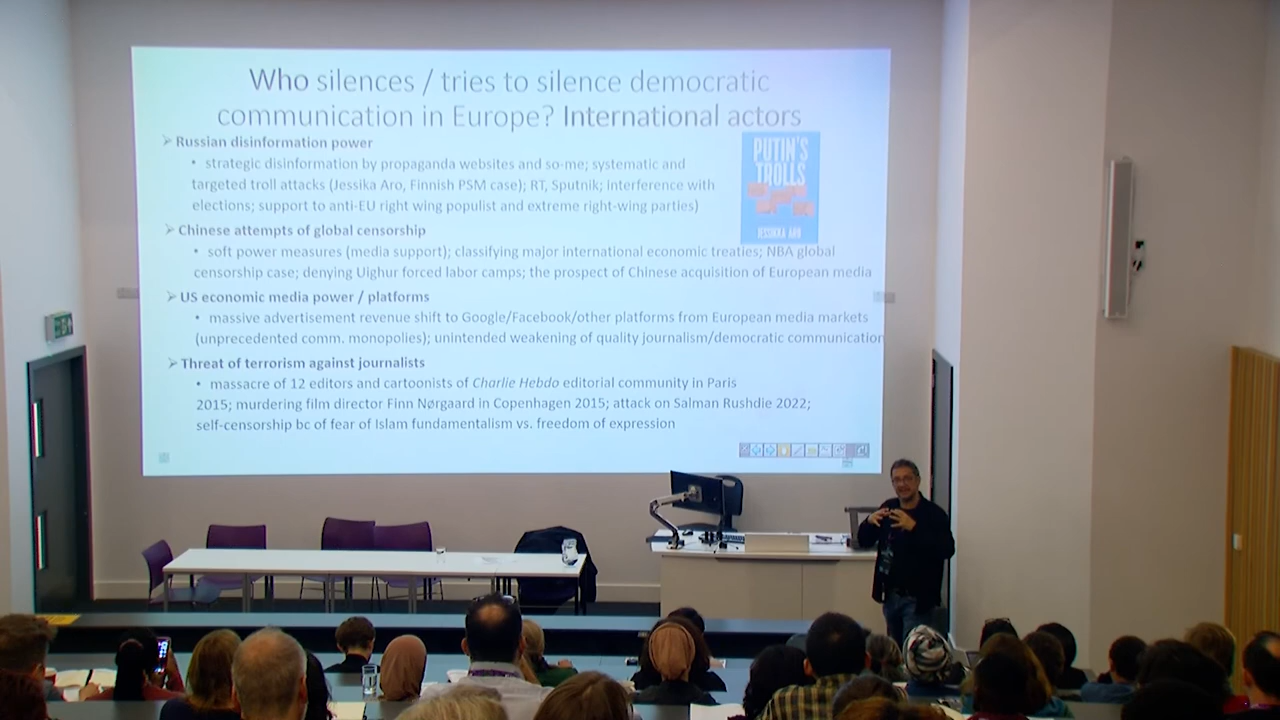 Who silences / tries to silence democratic
communication in Europe? International actors
➢ Russian disinformation power
• strategic disinformation by propaganda websites and so-me; systematic and
targeted troll attacks (Jessika Aro, Finnish PSM case); RT, Sputnik; interference with
elections; support to anti-EU right wing populist and extreme right-wing parties)
PUTIN'S
TROLLS
JESSIKKA ARO
➢ Chinese attempts of global censorship
• soft power measures (media support); classifying major international economic treaties; NBA global
censorship case; denying Uighur forced labor camps; the prospect of Chinese acquisition of European media
➢ US economic media power / platforms
• massive advertisement revenue shift to Google/Facebook/other platforms from European media markets
(unprecedented comm. monopolies); unintended weakening of quality journalism/democratic communication
➢ Threat of terrorism against journalists
• massacre of 12 editors and cartoonists of Charlie Hebdo editorial community in Paris
2015; murdering film director Finn Nørgaard in Copenhagen 2015; attack on Salman Rushdie 2022;
self-censorship bc of fear of Islam fundamentalism vs. freedom of expression